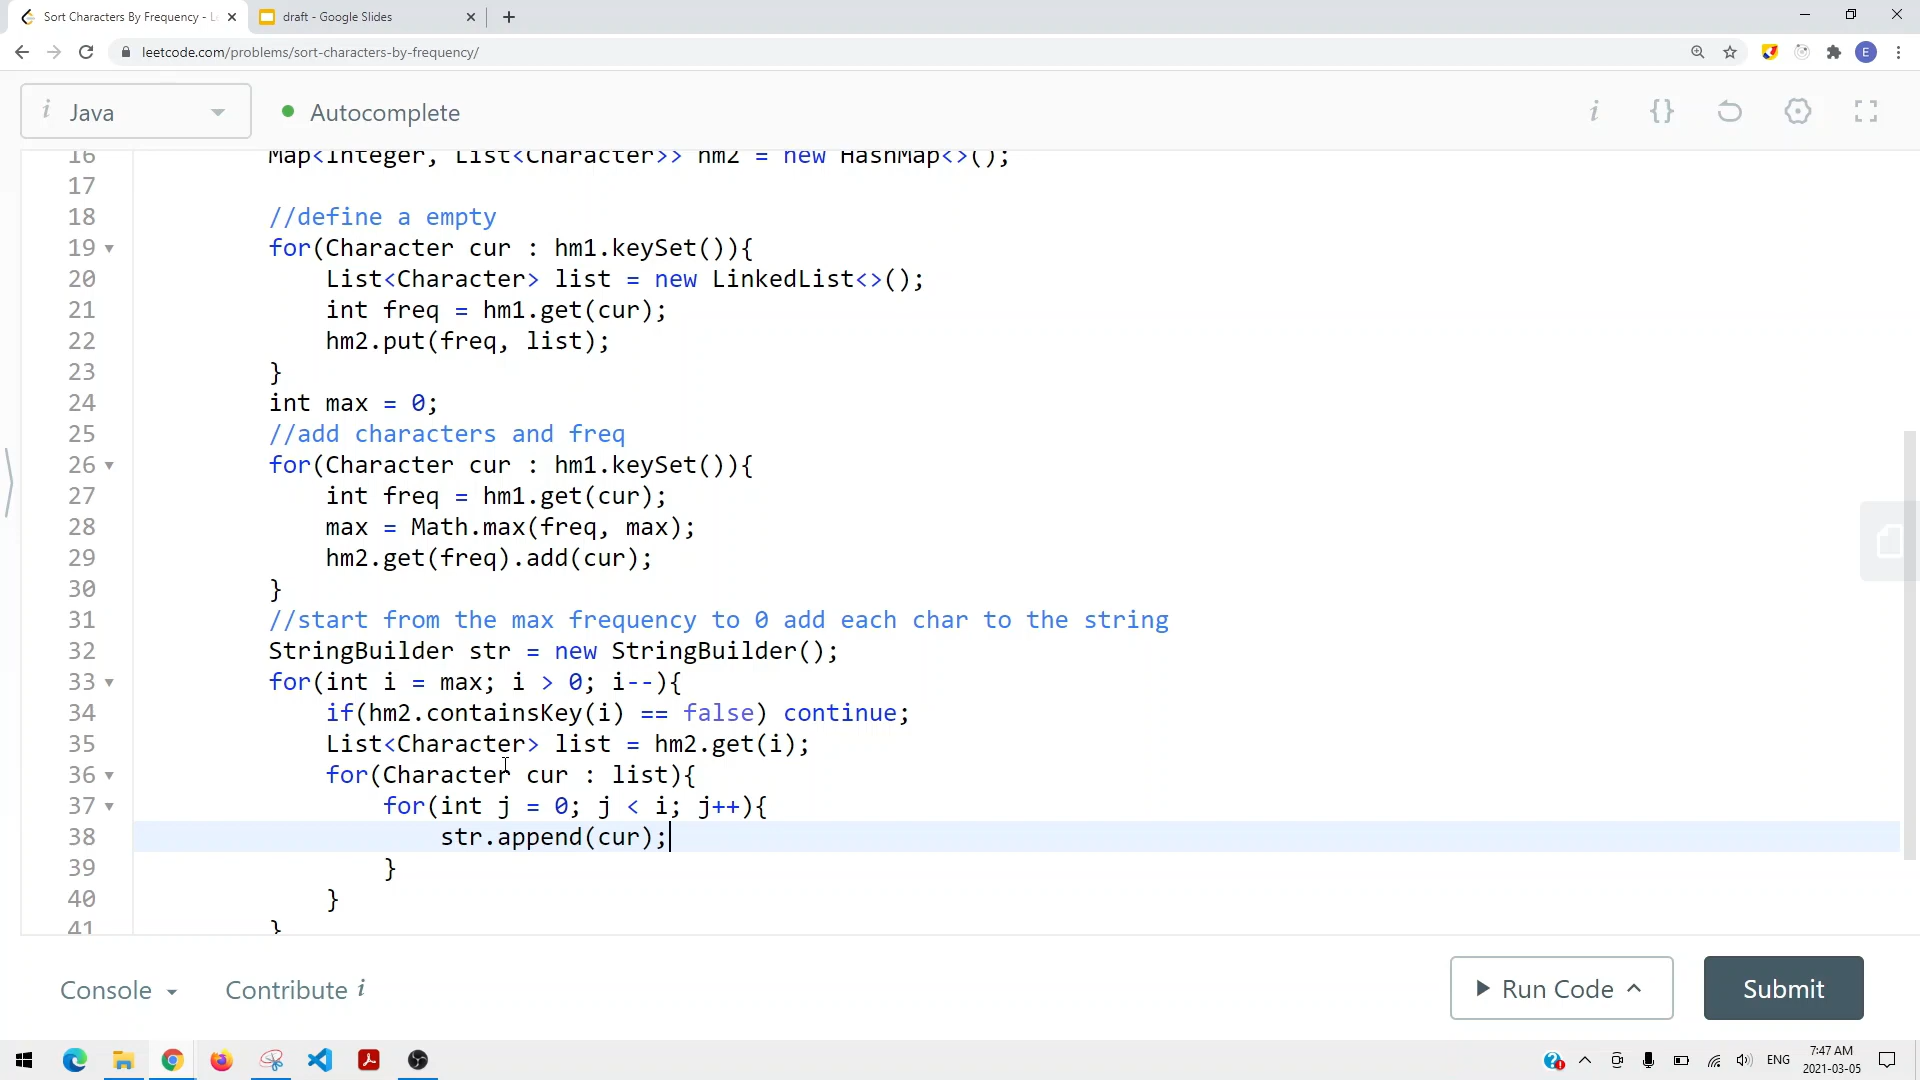 Sort Characters By Frequency - L
draft - Google Slides
leetcode.com/problems/sort-characters-by-frequency/
E
i Java
Autocomplete
i {}
16 Map<Integer, List<Character>> hm2 = new HashMap<>();
17
18 //define a empty
19 for(Character cur : hm1.keySet()){
20 List<Character> list = new LinkedList<>();
21 int freq = hm1.get(cur);
22 hm2.put(freq, list);
23 }
24 int max = 0;
25 //add characters and freq
26 for(Character cur : hm1.keySet()){
27 int freq = hm1.get(cur);
28 max = Math.max(freq, max);
29 hm2.get(freq).add(cur);
30 }
31 //start from the max frequency to 0 add each char to the string
32 StringBuilder str = new StringBuilder();
33 for(int i = max; i > 0; i--){
34 if(hm2.containsKey(i) == false) continue;
35 List<Character> list = hm2.get(i);
36 for(Character cur : list){
37 for(int j = 0; j < i; j++){
38 str.append(cur);
39 }
40 }
41 }
Console Contribute i Run Code Submit
ENG 7:47 AM
2021-03-05